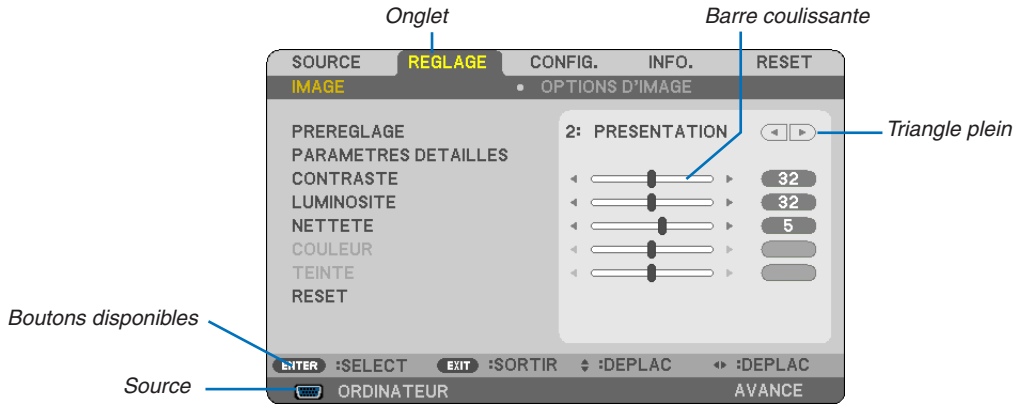 Onglet Barre coulissante
SOURCE REGLAGE CONFIG. INFO. RESET
IMAGE • OPTIONS D'IMAGE
PREREGLAGE 2: PRESENTATION
Triangle plein
PARAMETRES DETAILLES
CONTRASTE 32
LUMINOSITE 32
NETTETE 5
COULEUR
TEINTE
RESET
Boutons disponibles
ENTER :SELECT EXIT :SORTIR :DEPLAC :DEPLAC
Source
ORDINATEUR AVANCE